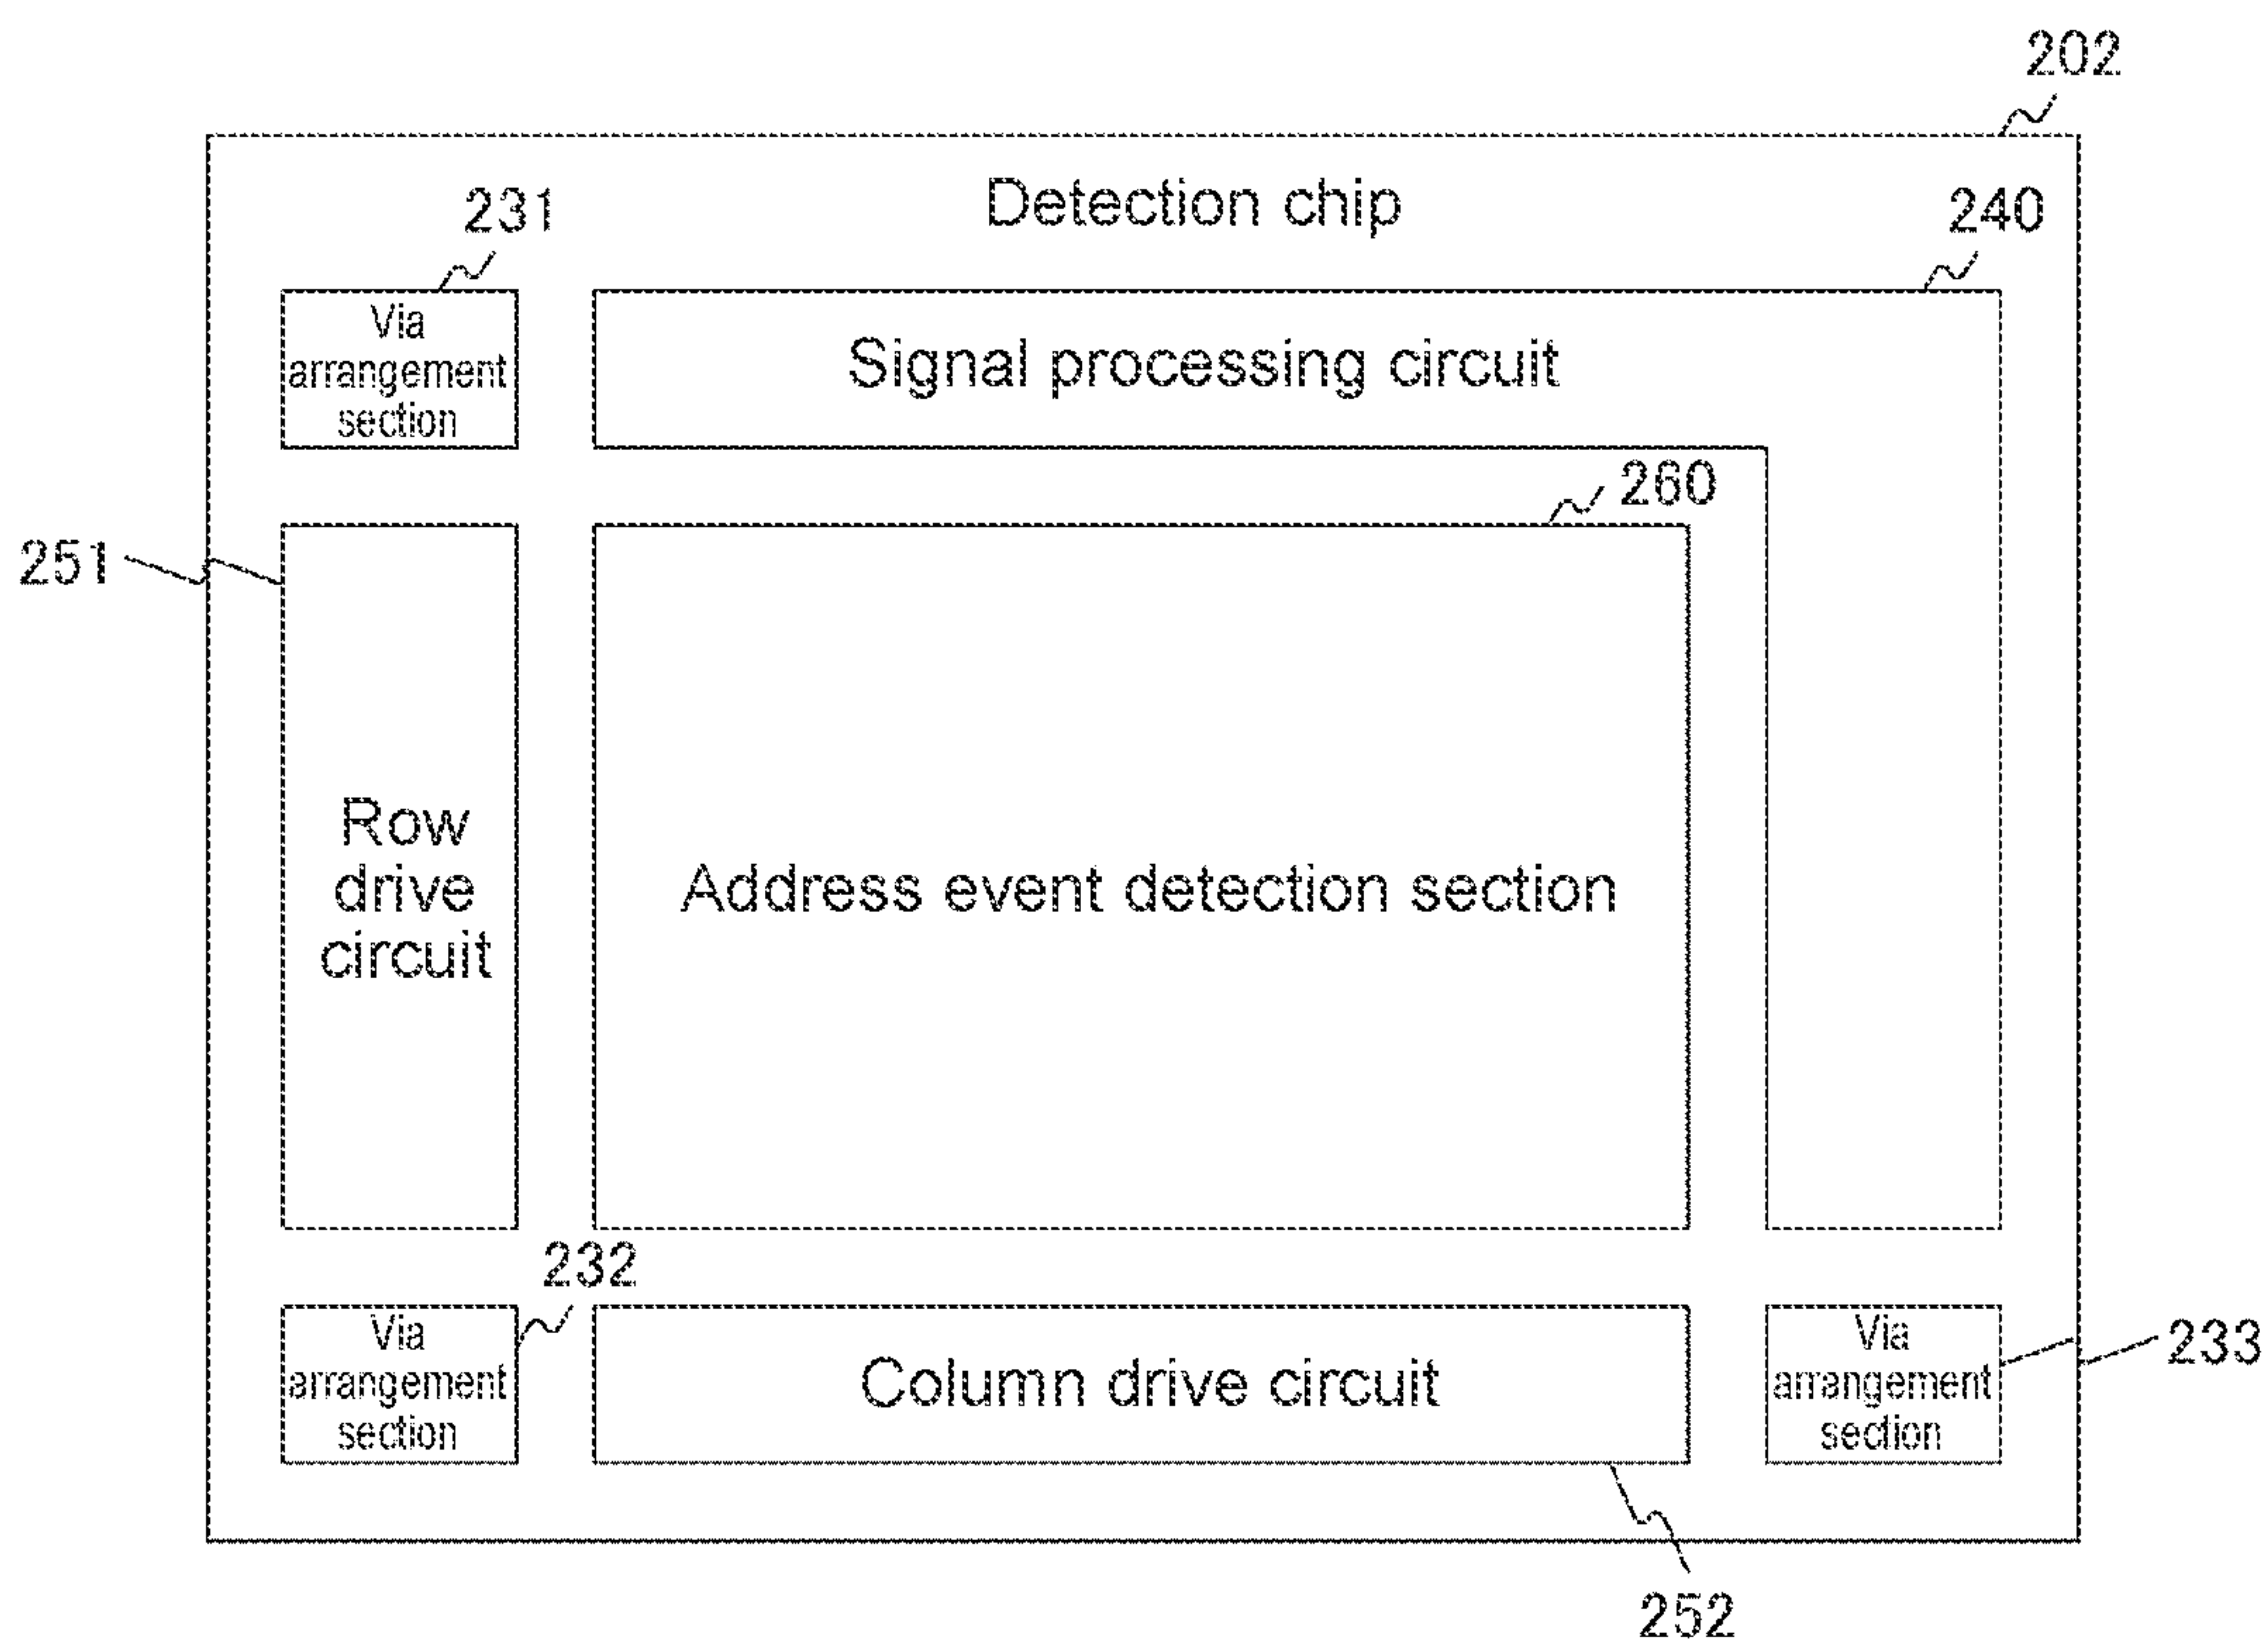 202
Detection chip
231
240
Via
arrangement
section
Signal processing circuit
260
251
Row
drive
circuit
Address event detection section
232
Via
arrangement
section
Column drive circuit
Via
arrangement
section
233
252